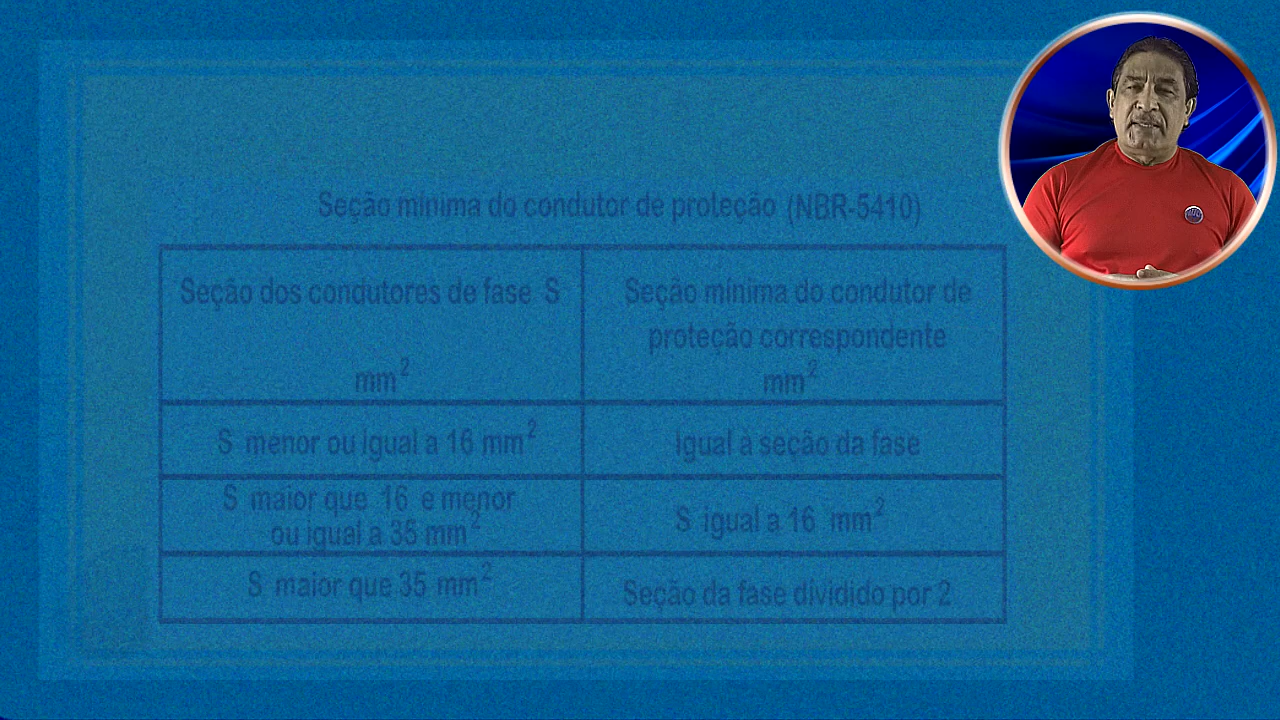 Seção mínima do condutor de proteção (NBR-5410)
Seção dos condutores de fase S
mm²
Seção mínima do condutor de
proteção correspondente
mm²
S menor ou igual a 16 mm²
Igual à seção da fase
S maior que 16 e menor
ou igual a 35 mm²
S igual a 16 mm²
S maior que 35 mm²
Seção da fase dividido por 2